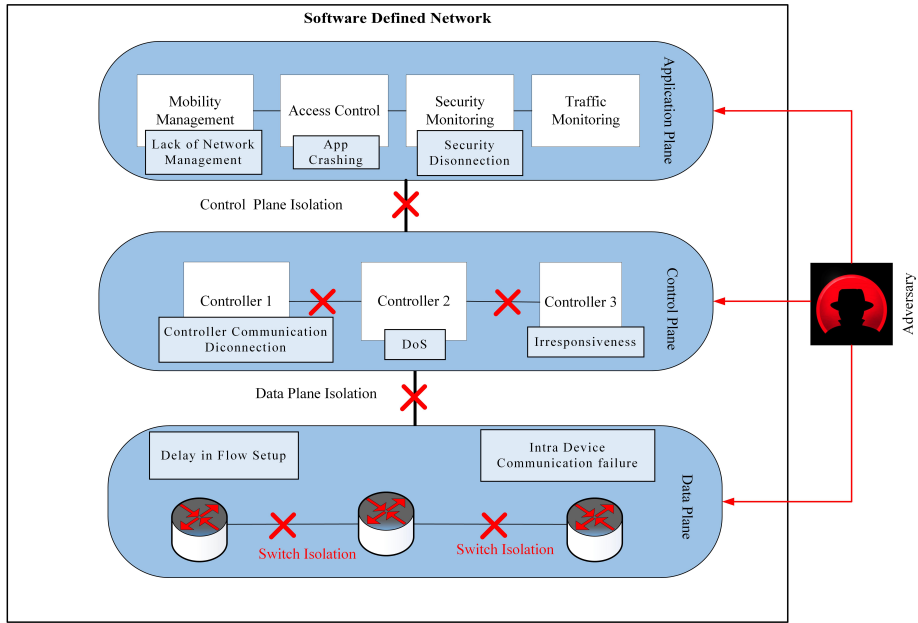 Software Defined Network
Mobility
Management
Access Control
Security
Monitoring
Traffic
Monitoring
Lack of Network
Management
App
Crashing
Security
Disonnection
Application Plane
Control Plane Isolation
Controller 1
Controller 2
Controller 3
Controller Communication
Diconnection
DoS
Irresponsiveness
Control Plane
Adversary
Data Plane Isolation
Delay in Flow Setup
Intra Device
Communication failure
Switch Isolation
Switch Isolation
Data Plane